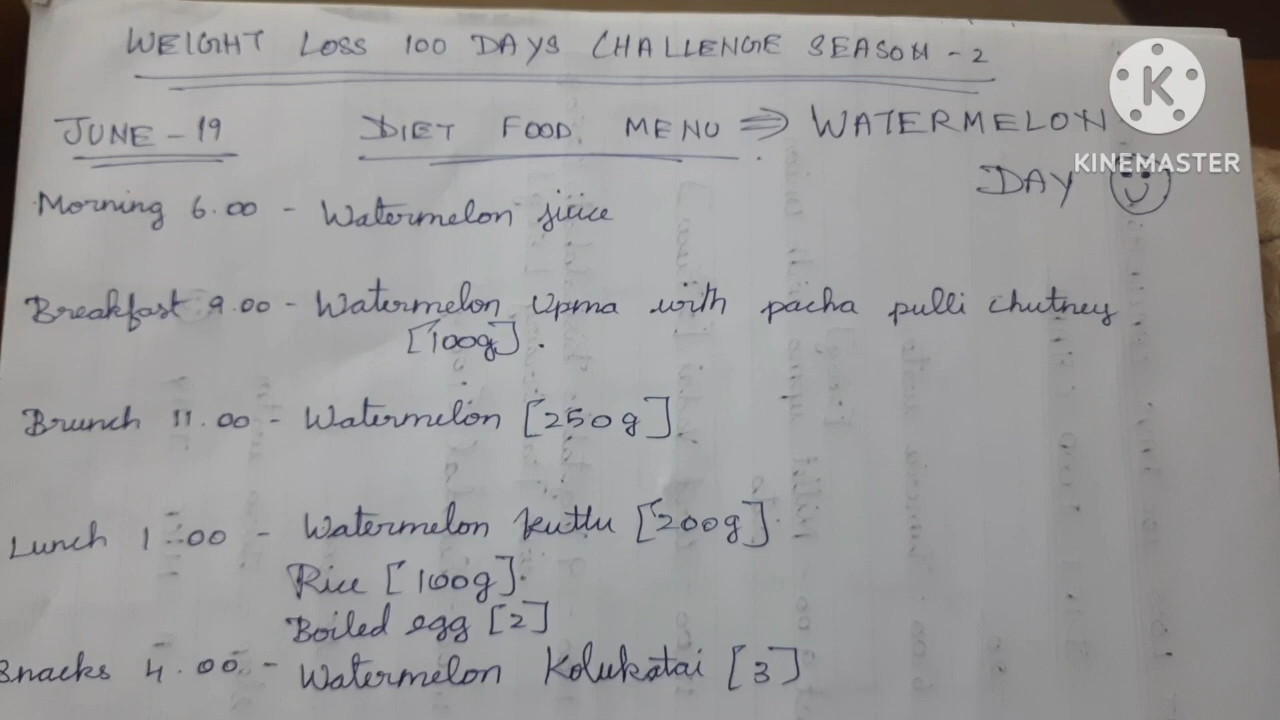 WEIGHT LOSS 100 DAYS CHALLENGE SEASON - 2
JUNE - 19 DIET FOOD MENU ⇒ WATERMELON
DAY
KINEMASTER
Morning 6.00 - Watermelon juice
Breakfast 9.00 - Watermelon Upma with pacha pulli chutney
[100g].
Brunch 11.00 - Watermelon [250g]
Lunch 1.00 - Watermelon kuttu [200g]
Rice [100g].
Boiled egg [2]
Snacks 4.00 - Watermelon Kolukatai [3]